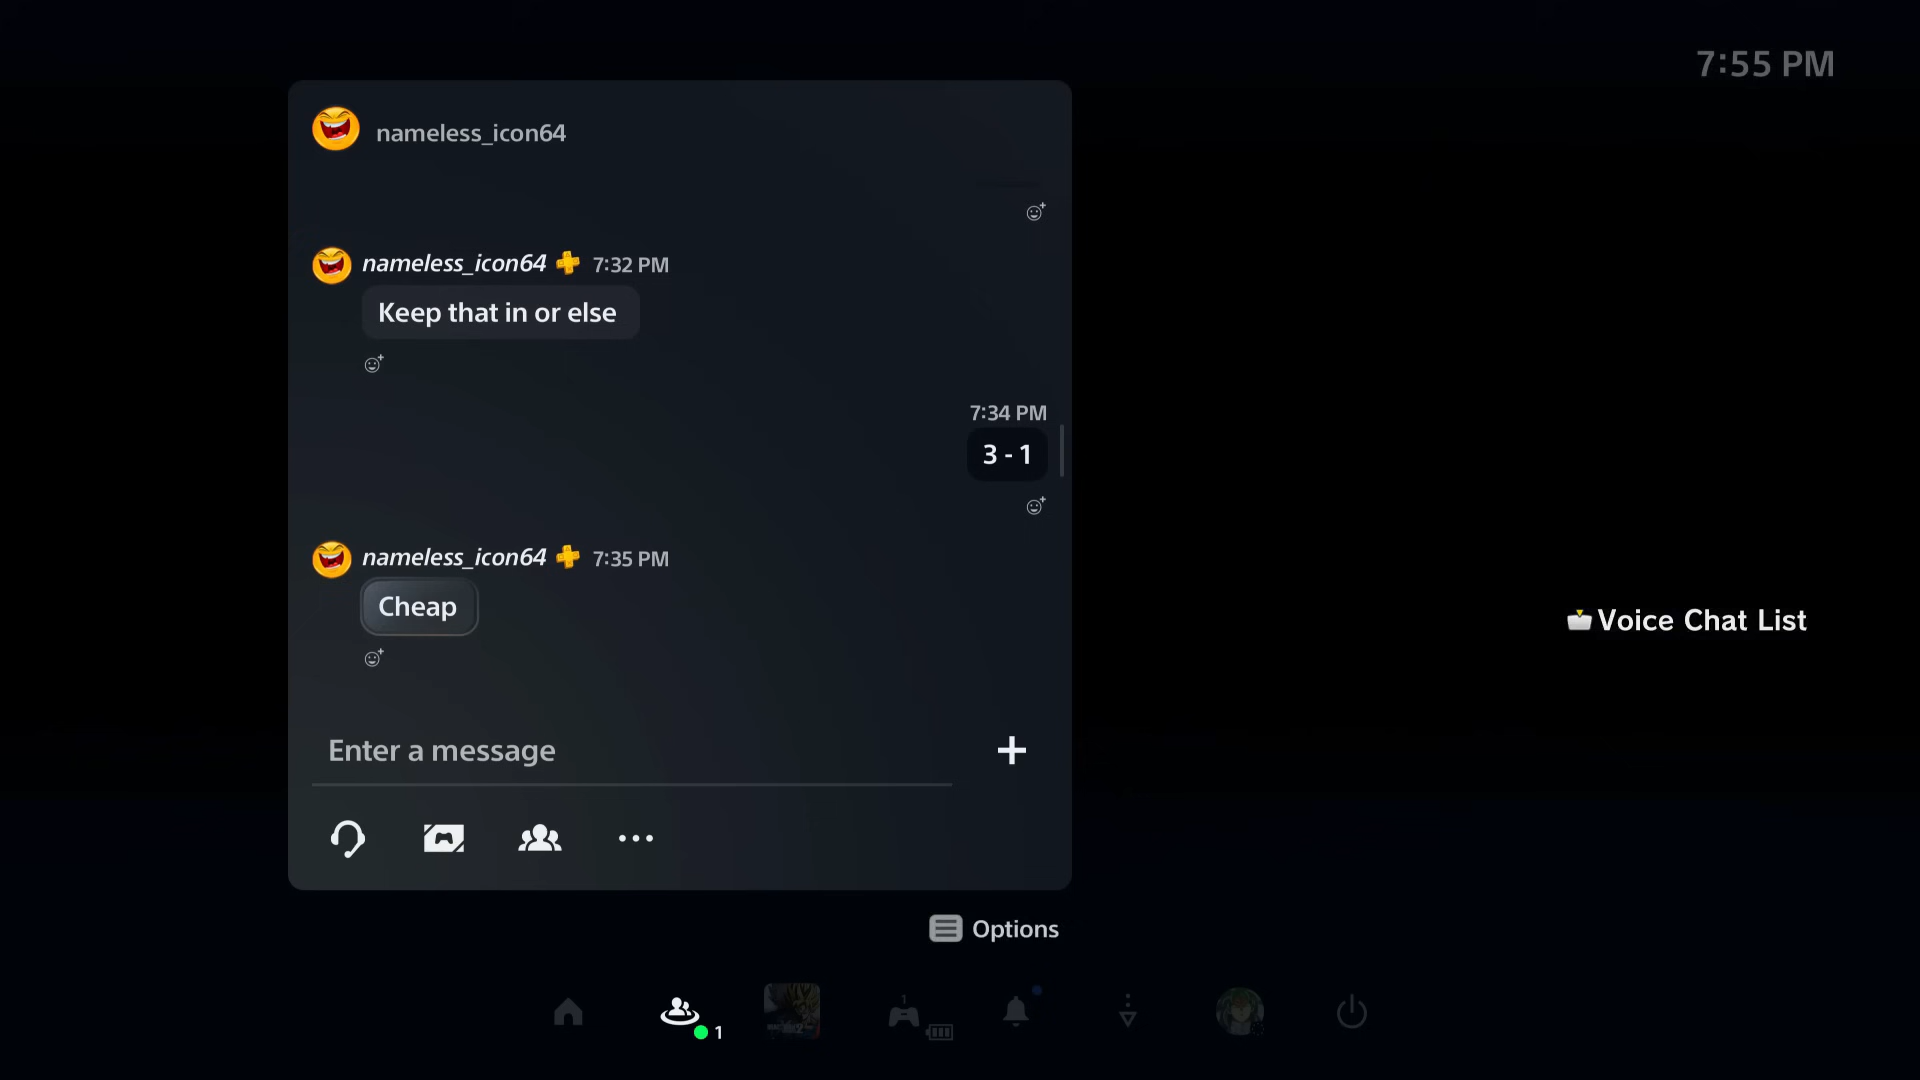 7:55 PM
nameless_icon64
nameless_icon64 7:32 PM
Keep that in or else
7:34 PM
3 - 1
nameless_icon64 7:35 PM
Cheap
Voice Chat List
Enter a message
Options
1
1